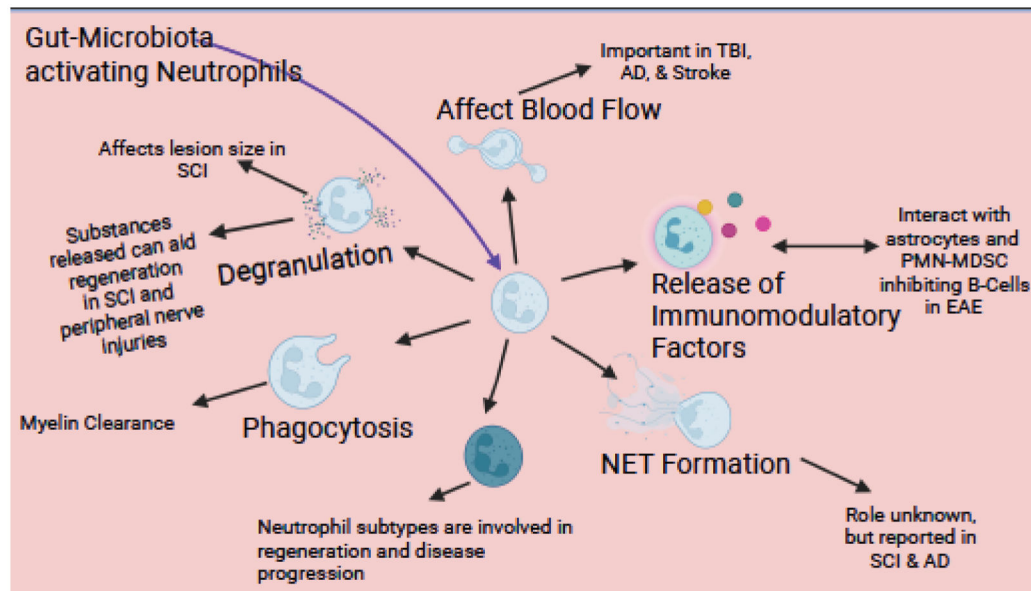 Gut-Microbiota
activating Neutrophils
Important in TBI,
AD, & Stroke
Affect Blood Flow
Affects lesion size in
SCI
Substances
released can aid
regeneration
in SCI and
peripheral nerve
injuries
Degranulation
Interact with
astrocytes and
PMN-MDSC
inhibiting B-Cells
in EAE
Release of
Immunomodulatory
Factors
Myelin Clearance
Phagocytosis
NET Formation
Neutrophil subtypes are involved in
regeneration and disease
progression
Role unknown,
but reported in
SCI & AD